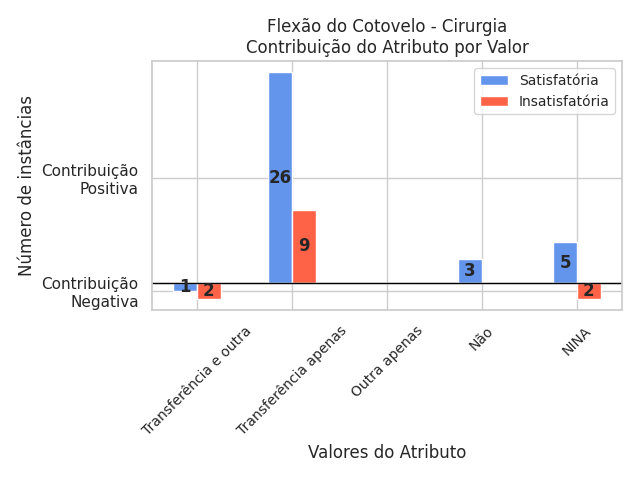 Flexão do Cotovelo - Cirurgia
Contribuição do Atributo por Valor
Satisfatória
Insatisfatória
Número de instâncias
Contribuição
Positiva
Contribuição
Negativa
1
2
26
9
3
5
2
Transferência e outra
Transferência apenas
Outra apenas
Não
NINA
Valores do Atributo